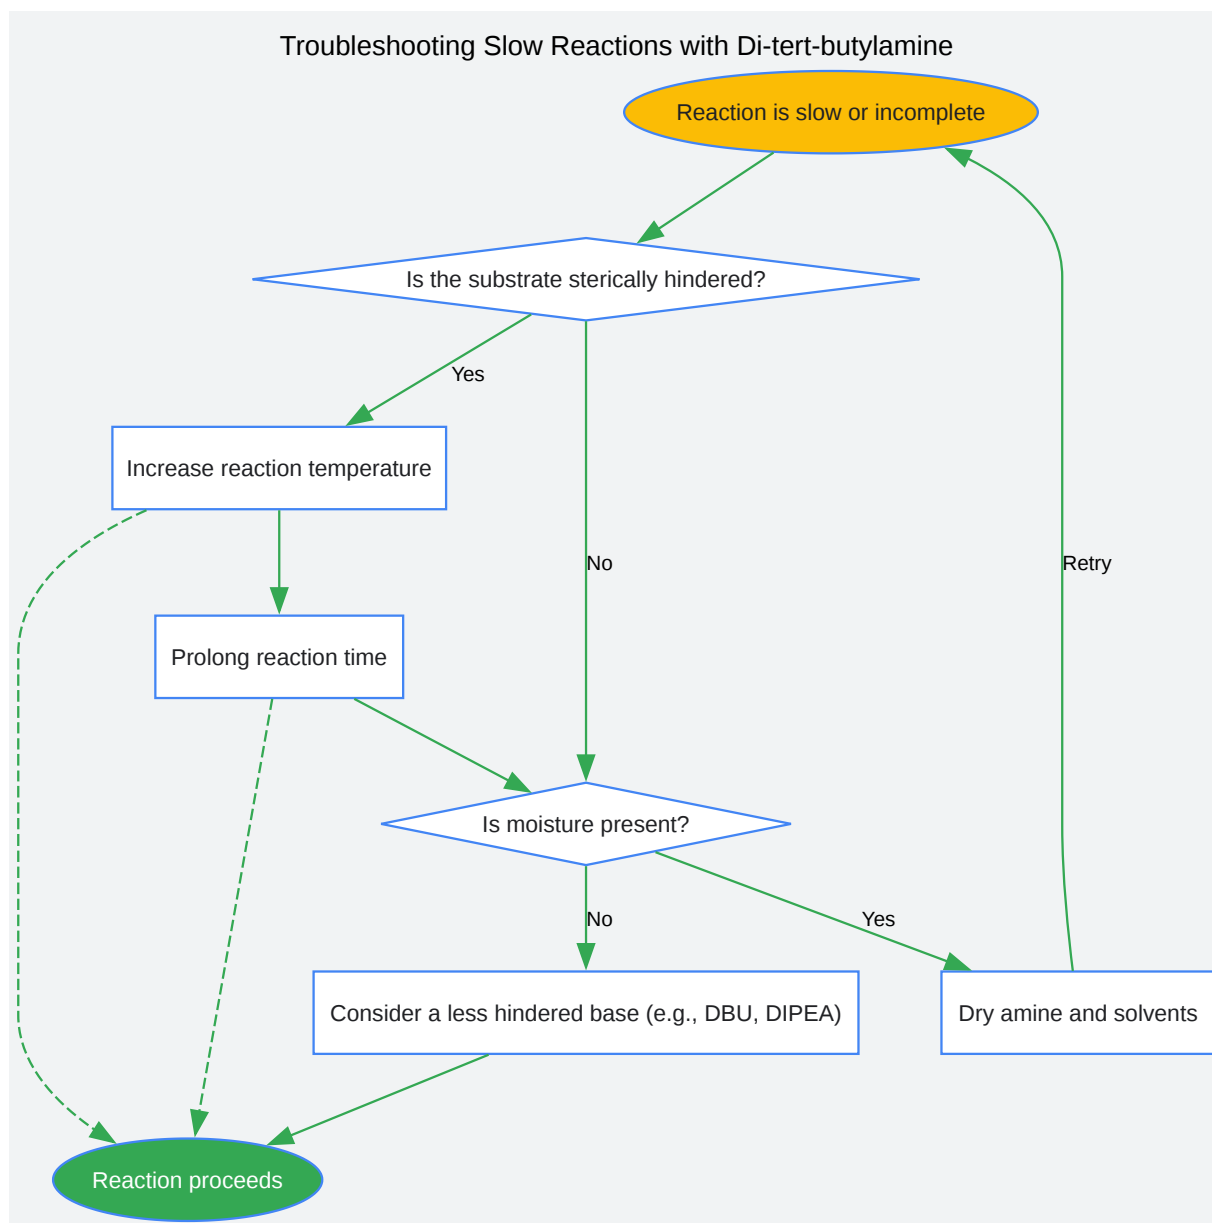 Troubleshooting Slow Reactions with Di-tert-butylamine
Reaction is slow or incomplete
Is the substrate sterically hindered?
Yes
Increase reaction temperature
No
Retry
Prolong reaction time
Is moisture present?
No
Yes
Consider a less hindered base (e.g., DBU, DIPEA)
Dry amine and solvents
Reaction proceeds